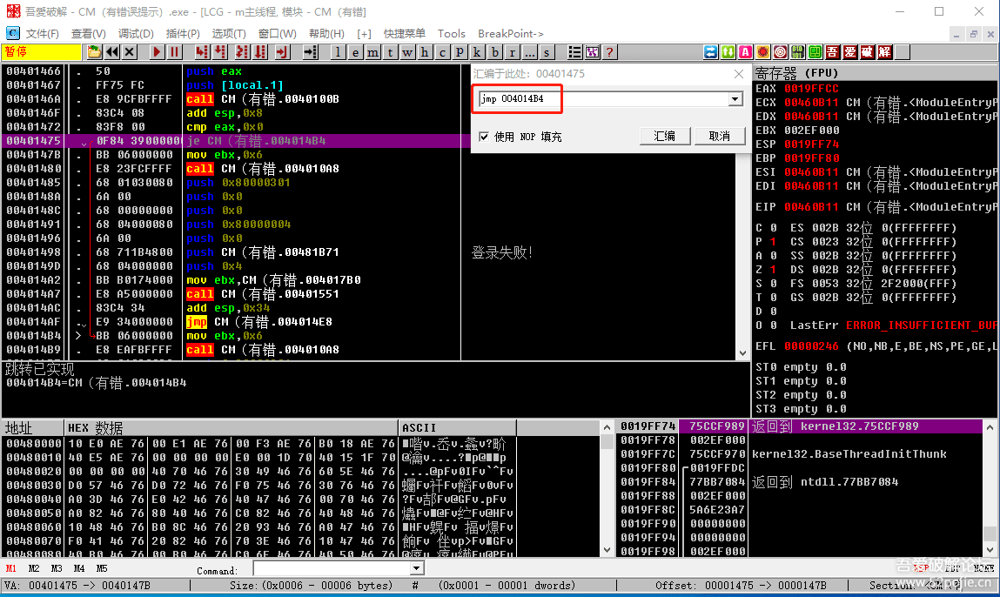 吾爱破解 - CM（有错误提示）.exe - [LCG - m主线程, 模块 - CM（有错]
文件(F) 查看(V) 调试(D) 插件(P) 选项(T) 窗口(W) 帮助(H) [+] 快捷菜单 Tools BreakPoint->
暂停 l e m t w h c P k b r ... s ? 吾 爱 破 解
00401466 . 50 push eax
00401467 . FF75 FC push [local.1]
0040146A . E8 9CFBFFFF call CM（有错.0040100B
0040146F . 83C4 08 add esp,0x8
00401472 . 83F8 00 cmp eax,0x0
00401475 . 0F84 39000000 je CM（有错.004014B4
0040147B . BB 06000000 mov ebx,0x6
00401480 . E8 23FCFFFF call CM（有错.004010A8
00401485 . 68 01030080 push 0x80000301
0040148A . 6A 00 push 0x0
0040148C . 68 00000000 push 0x0
00401491 . 68 04000080 push 0x80000004
00401496 . 6A 00 push 0x0
00401498 . 68 711B4800 push CM（有错.00481B71 登录失败！
0040149D . 68 04000000 push 0x4
004014A2 . BB B0174000 mov ebx,CM（有错.004017B0
004014A7 . E8 A5000000 call CM（有错.00401551
004014AC . 83C4 34 add esp,0x34
004014AF . E9 34000000 jmp CM（有错.004014E8
004014B4 > BB 06000000 mov ebx,0x6
004014B9 . E8 EAFBFFFF call CM（有错.004010A8
汇编于此处: 00401475
jmp 004014B4
使用 NOP 填充 汇编 取消
寄存器 (FPU)
EAX 0019FFCC
ECX 00460B11 CM（有错.<ModuleEntryP
EDX 00460B11 CM（有错.<ModuleEntryP
EBX 002EF000
ESP 0019FF74
EBP 0019FF80
ESI 00460B11 CM（有错.<ModuleEntryP
EDI 00460B11 CM（有错.<ModuleEntryP
EIP 00460B11 CM（有错.<ModuleEntryP
C 0 ES 002B 32位 0(FFFFFFFF)
P 1 CS 0023 32位 0(FFFFFFFF)
A 0 SS 002B 32位 0(FFFFFFFF)
Z 1 DS 002B 32位 0(FFFFFFFF)
S 0 FS 0053 32位 2F2000(FFF)
T 0 GS 002B 32位 0(FFFFFFFF)
D 0
O 0 LastErr ERROR_INSUFFICIENT_BUF
EFL 00000246 (NO,NB,E,BE,NS,PE,GE,L
ST0 empty 0.0
ST1 empty 0.0
ST2 empty 0.0
ST3 empty 0.0
跳转已实现
004014B4=CM（有错.004014B4
地址 HEX 数据 ASCII
00480000 10 E0 AE 76 00 E1 AE 76 00 F3 AE 76 B0 18 AE 76
00480010 40 E5 AE 76 00 00 00 00 E0 00 1D 70 40 15 1F 70
00480020 00 00 00 00 40 70 46 76 30 49 46 76 60 5E 46 76 ....@pFv0IFv`^Fv
00480030 D0 57 46 76 D0 72 46 76 F0 75 46 76 30 76 46 76
00480040 A0 3D 46 76 E0 42 46 76 40 47 46 76 00 70 46 76
00480050 A0 82 46 76 80 40 46 76 C0 82 46 76 40 48 46 76
00480060 10 48 46 76 B0 8C 46 76 20 93 46 76 A0 47 46 76
00480070 F0 41 46 76 20 82 46 76 70 3E 46 76 10 47 46 76
00480080 40 B0 46 76 00 B0 46 76 C0 6F 46 76 40 50 46 76
0019FF74 75CCF989 返回到 kernel32.75CCF989
0019FF78 002EF000
0019FF7C 75CCF970 kernel32.BaseThreadInitThunk
0019FF80 0019FFDC
0019FF84 77BB7084 返回到 ntdll.77BB7084
0019FF88 002EF000
0019FF8C 5A6E23A7
0019FF90 00000000
0019FF94 00000000
0019FF98 002EF000
M1 M2 M3 M4 M5 Command: ESP EBP NONE
吾爱破解论坛
www.52pojie.cn
VA: 00401475 -> 0040147B Size:(0x0006 - 00006 bytes) # (0x0001 - 00001 dwords) Offset: 00001475 -> 0000147B Section: